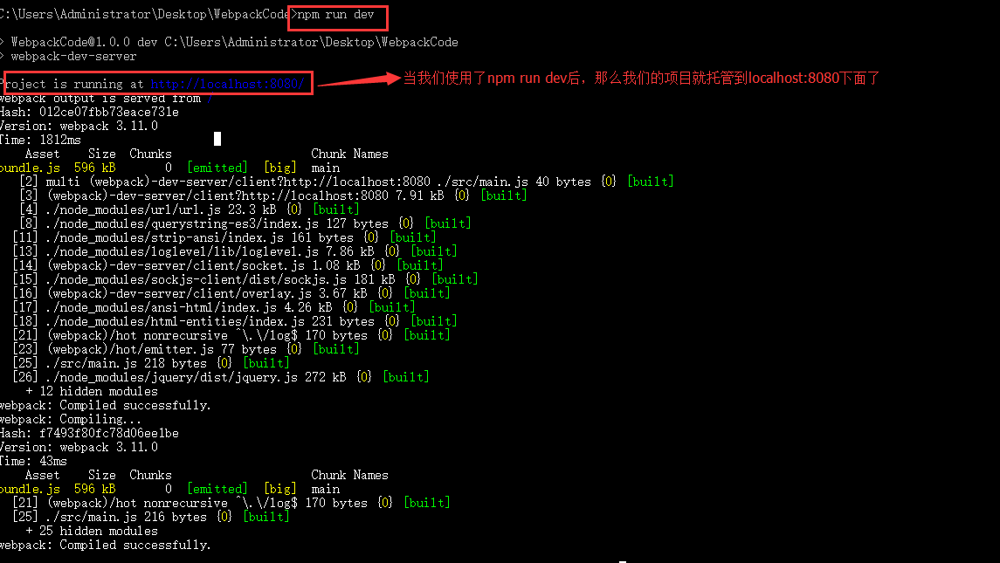 C:\Users\Administrator\Desktop\WebpackCode>npm run dev
> WebpackCode@1.0.0 dev C:\Users\Administrator\Desktop\WebpackCode
> webpack-dev-server
Project is running at http://localhost:8080/
当我们使用了npm run dev后，那么我们的项目就托管到localhost:8080下面了
webpack output is served from /
Hash: 012ce07fbb73eace731e
Version: webpack 3.11.0
Time: 1812ms
Asset Size Chunks Chunk Names
bundle.js 596 kB 0 [emitted] [big] main
[2] multi (webpack)-dev-server/client?http://localhost:8080 ./src/main.js 40 bytes {0} [built]
[3] (webpack)-dev-server/client?http://localhost:8080 7.91 kB {0} [built]
[4] ./node_modules/url/url.js 23.3 kB {0} [built]
[8] ./node_modules/querystring-es3/index.js 127 bytes {0} [built]
[11] ./node_modules/strip-ansi/index.js 161 bytes {0} [built]
[13] ./node_modules/loglevel/lib/loglevel.js 7.86 kB {0} [built]
[14] (webpack)-dev-server/client/socket.js 1.08 kB {0} [built]
[15] ./node_modules/sockjs-client/dist/sockjs.js 181 kB {0} [built]
[16] (webpack)-dev-server/client/overlay.js 3.67 kB {0} [built]
[17] ./node_modules/ansi-html/index.js 4.26 kB {0} [built]
[18] ./node_modules/html-entities/index.js 231 bytes {0} [built]
[21] (webpack)/hot nonrecursive ^\.\/log$ 170 bytes {0} [built]
[23] (webpack)/hot/emitter.js 77 bytes {0} [built]
[25] ./src/main.js 218 bytes {0} [built]
[26] ./node_modules/jquery/dist/jquery.js 272 kB {0} [built]
+ 12 hidden modules
webpack: Compiled successfully.
webpack: Compiling...
Hash: f7493f80fc78d06ee1be
Version: webpack 3.11.0
Time: 43ms
Asset Size Chunks Chunk Names
bundle.js 596 kB 0 [emitted] [big] main
[21] (webpack)/hot nonrecursive ^\.\/log$ 170 bytes {0} [built]
[25] ./src/main.js 216 bytes {0} [built]
+ 25 hidden modules
webpack: Compiled successfully.